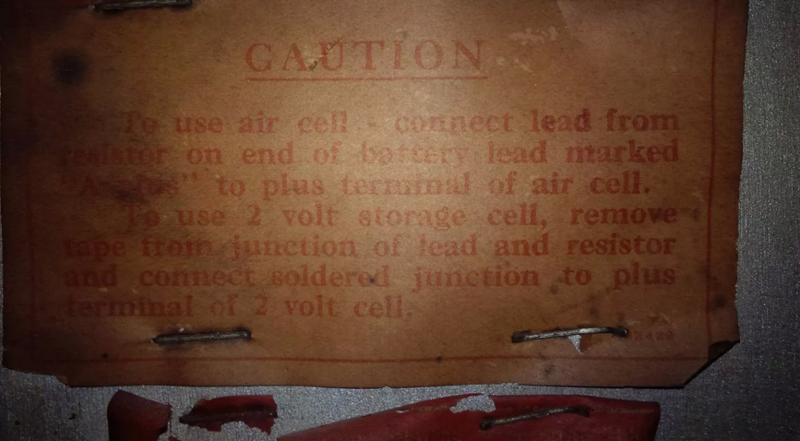 CAUTION
To use air cell - connect lead from
resistor on end of battery lead marked
"A plus" to plus terminal of air cell.
To use 2 volt storage cell, remove
tape from junction of lead and resistor
and connect soldered junction to plus
terminal of 2 volt cell.